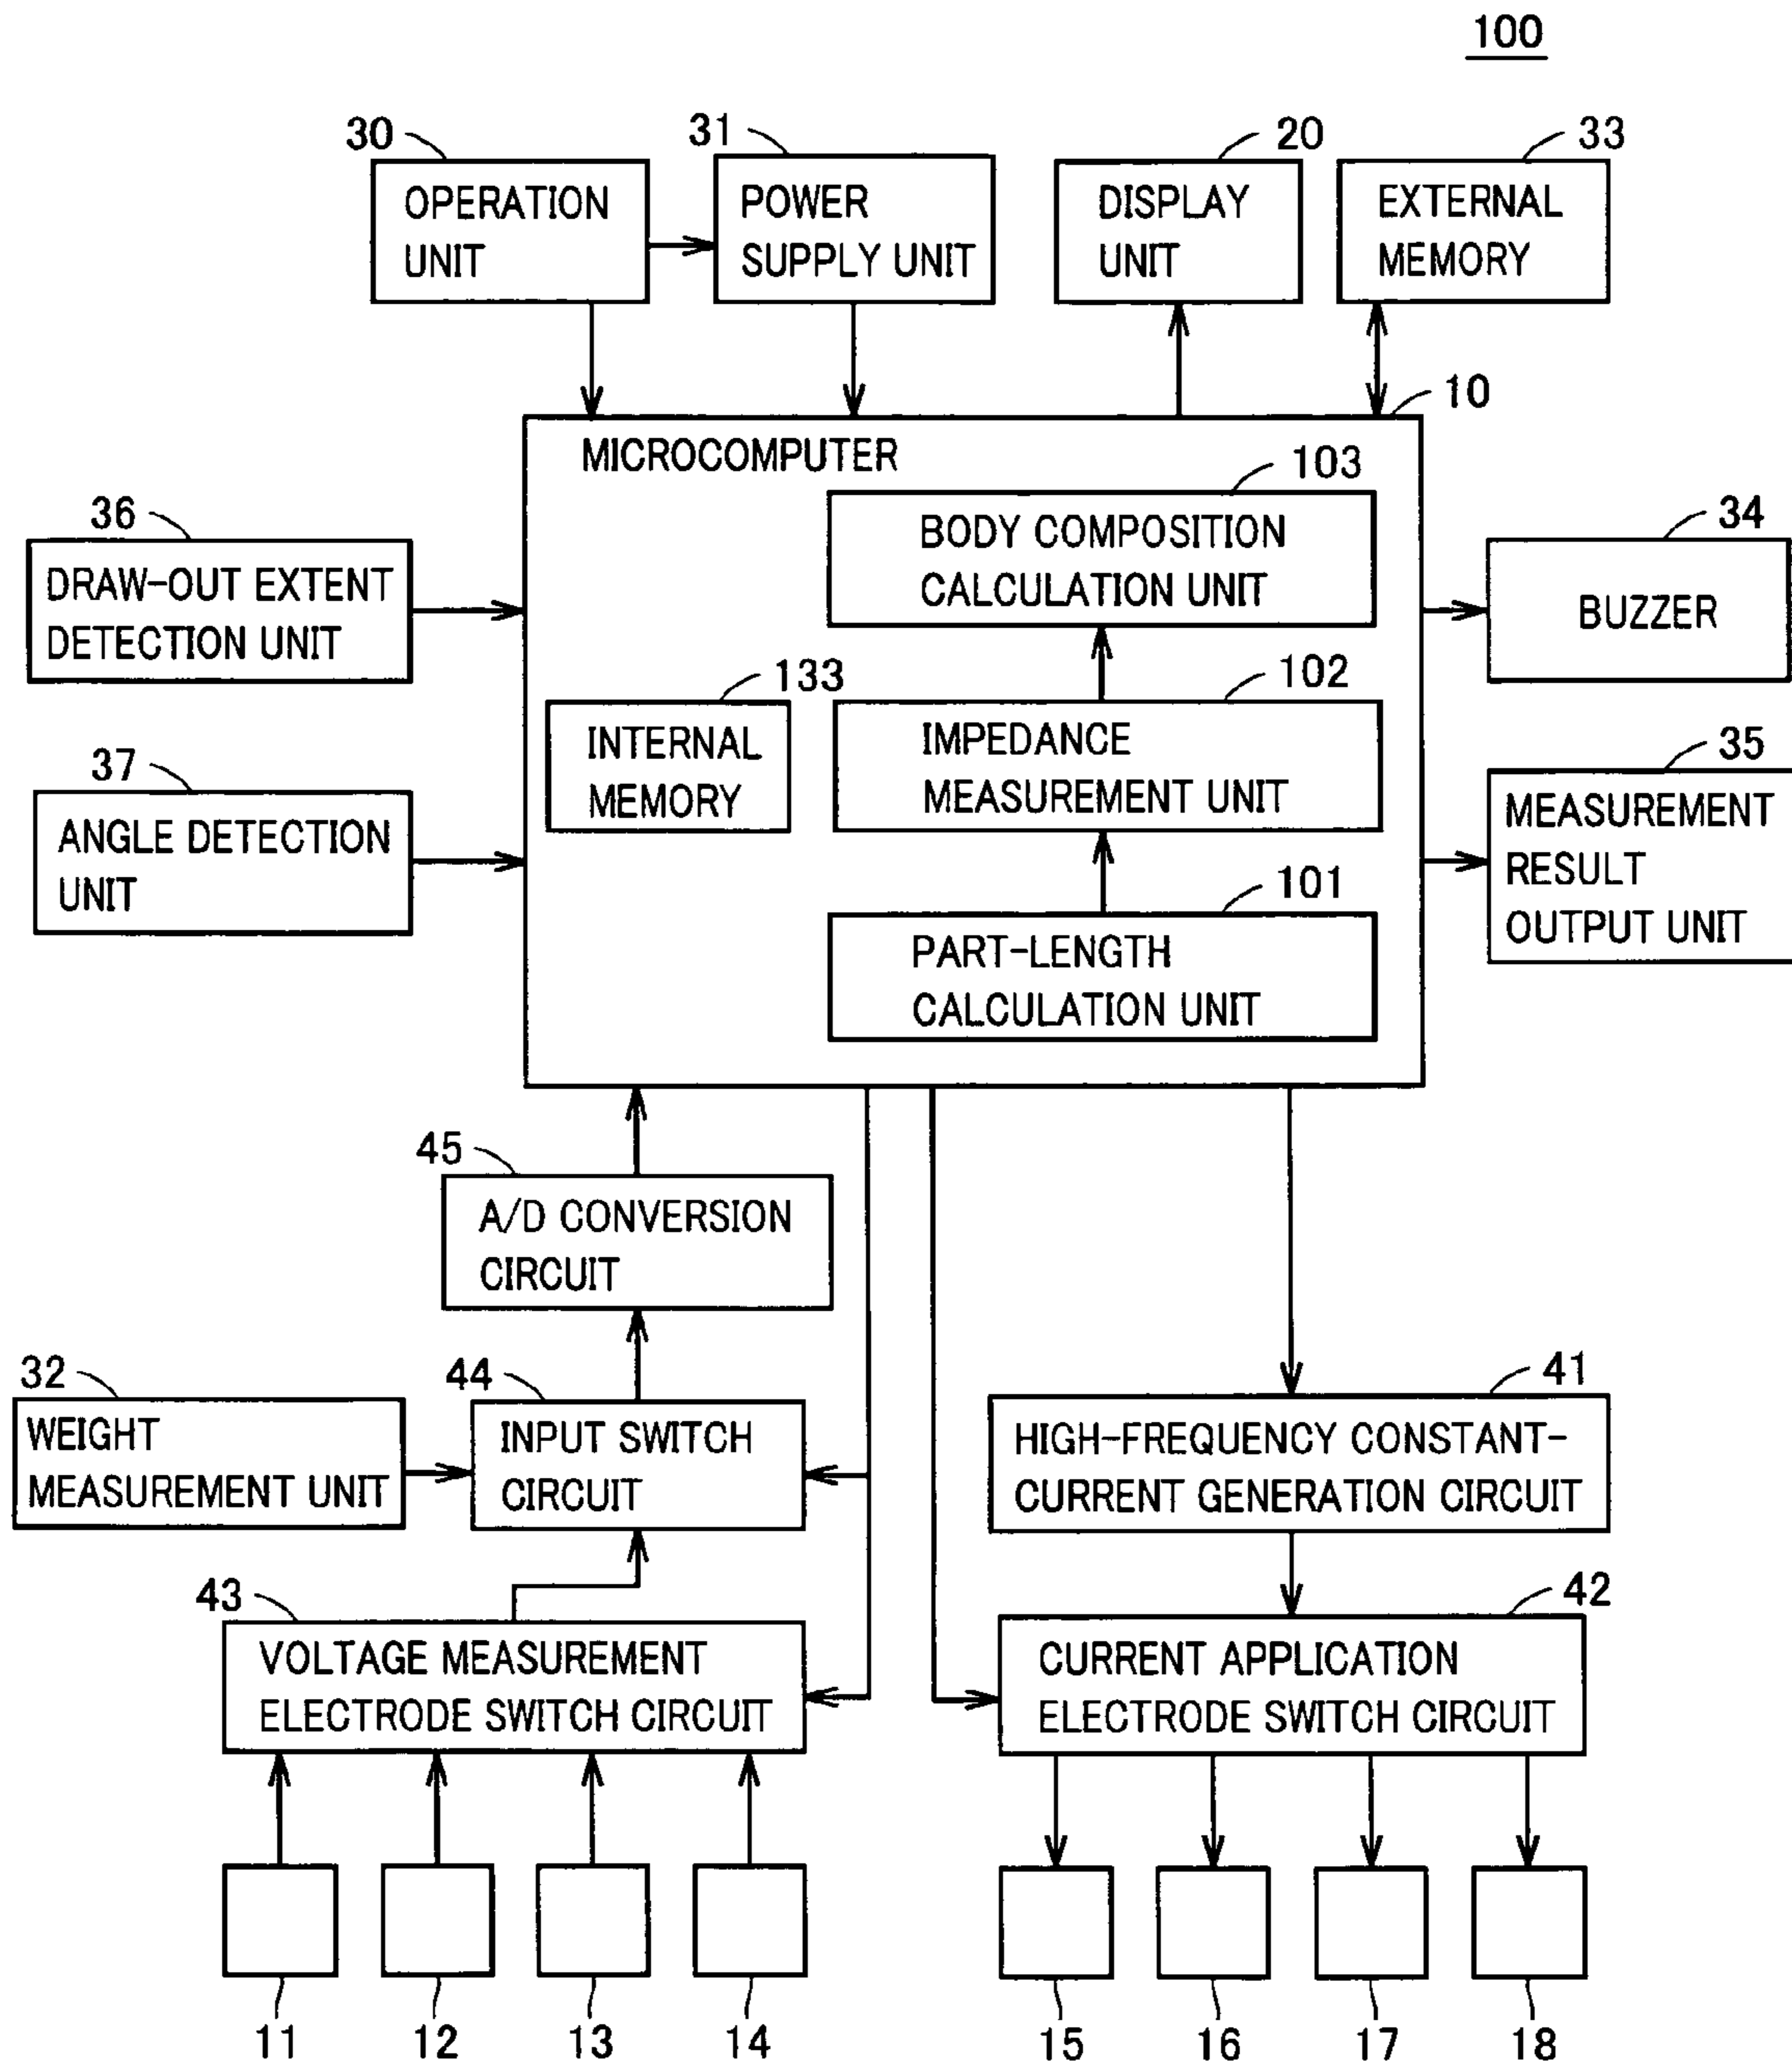 100
30
31
20
33
OPERATION
UNIT
POWER
SUPPLY UNIT
DISPLAY
UNIT
EXTERNAL
MEMORY
10
MICROCOMPUTER
103
BODY COMPOSITION
CALCULATION UNIT
36
DRAW-OUT EXTENT
DETECTION UNIT
34
BUZZER
133
INTERNAL
MEMORY
102
IMPEDANCE
MEASUREMENT UNIT
37
ANGLE DETECTION
UNIT
35
MEASUREMENT
RESULT
OUTPUT UNIT
101
PART-LENGTH
CALCULATION UNIT
45
A/D CONVERSION
CIRCUIT
32
WEIGHT
MEASUREMENT UNIT
44
INPUT SWITCH
CIRCUIT
41
HIGH-FREQUENCY CONSTANT-
CURRENT GENERATION CIRCUIT
43
VOLTAGE MEASUREMENT
ELECTRODE SWITCH CIRCUIT
42
CURRENT APPLICATION
ELECTRODE SWITCH CIRCUIT
11
12
13
14
15
16
17
18